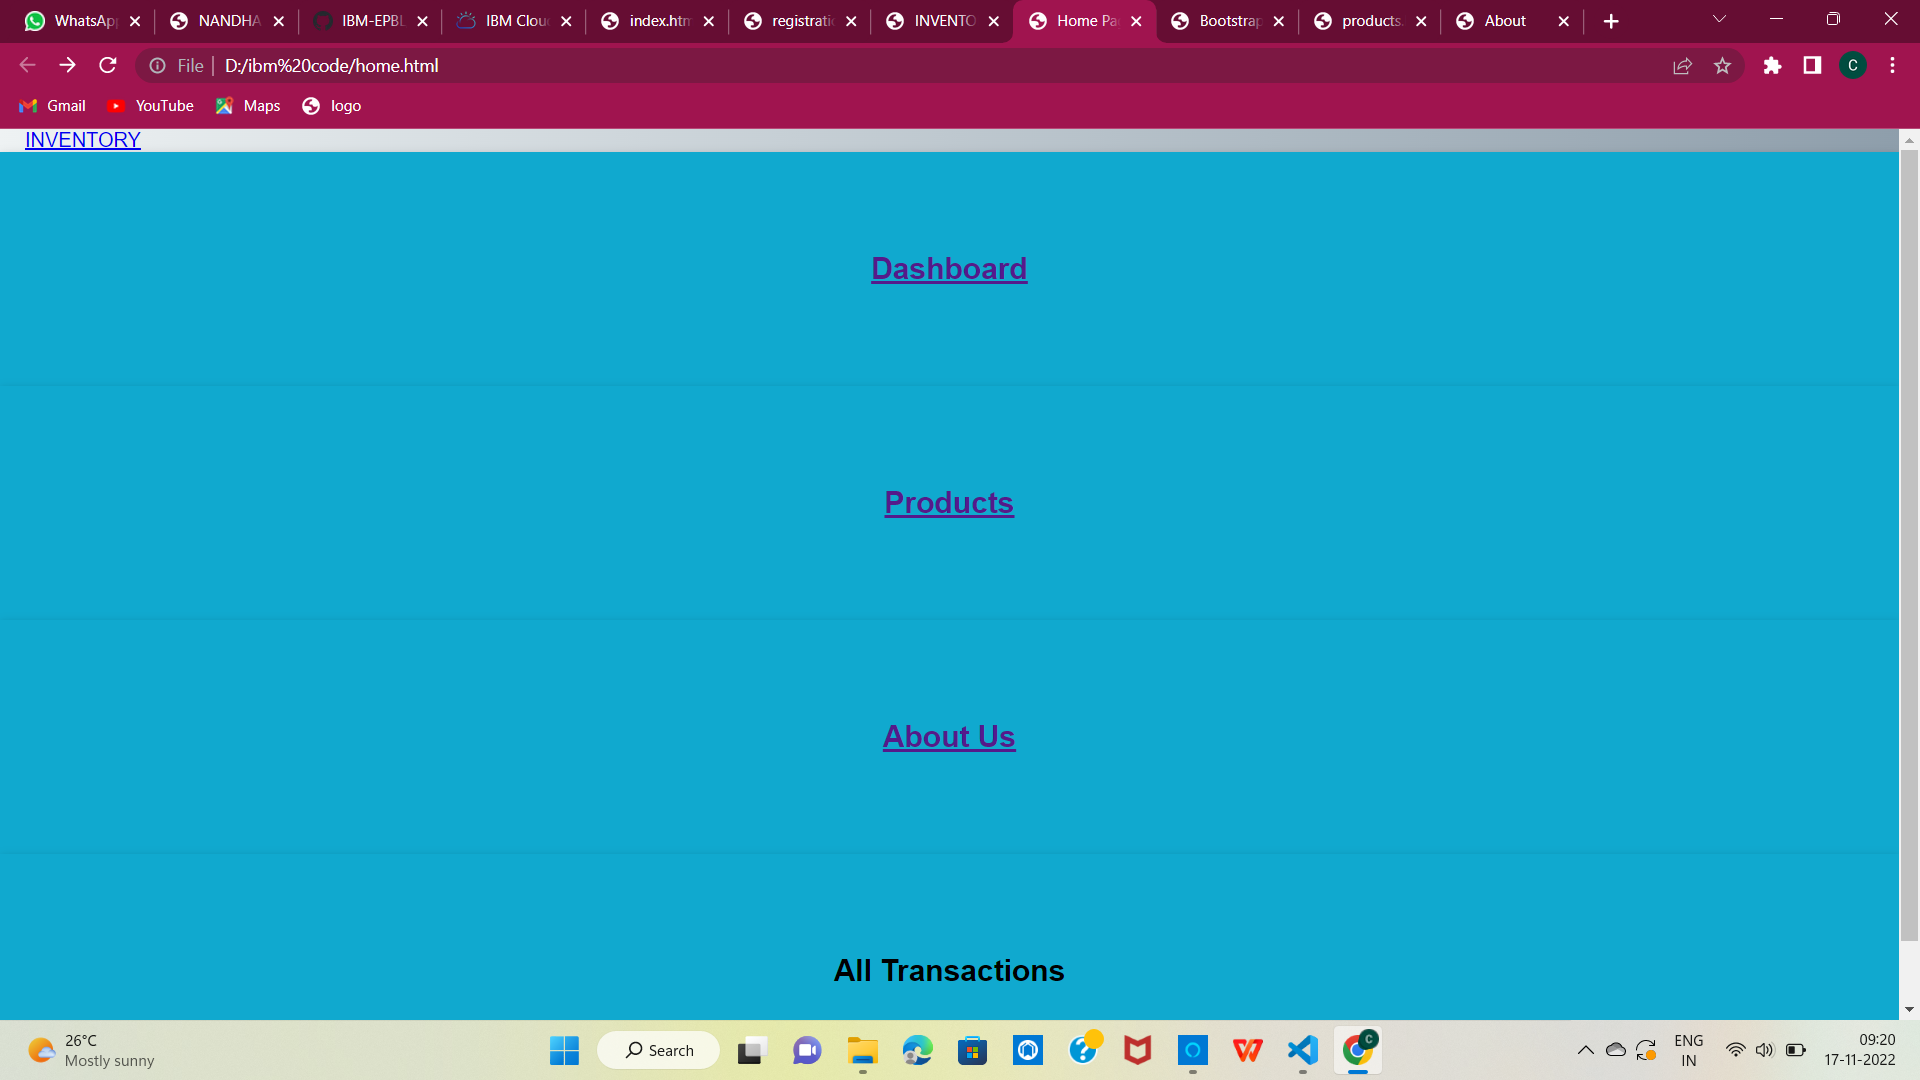 WhatsApp
NANDHA
IBM-EPBL
IBM Clou
index.htm
registratio
INVENTO
Home Pa
Bootstrap
products.
About
File
D:/ibm%20code/home.html
C
Gmail
YouTube
Maps
logo
INVENTORY
Dashboard
Products
About Us
All Transactions
26°C
Mostly sunny
Search
C
ENG
IN
09:20
17-11-2022